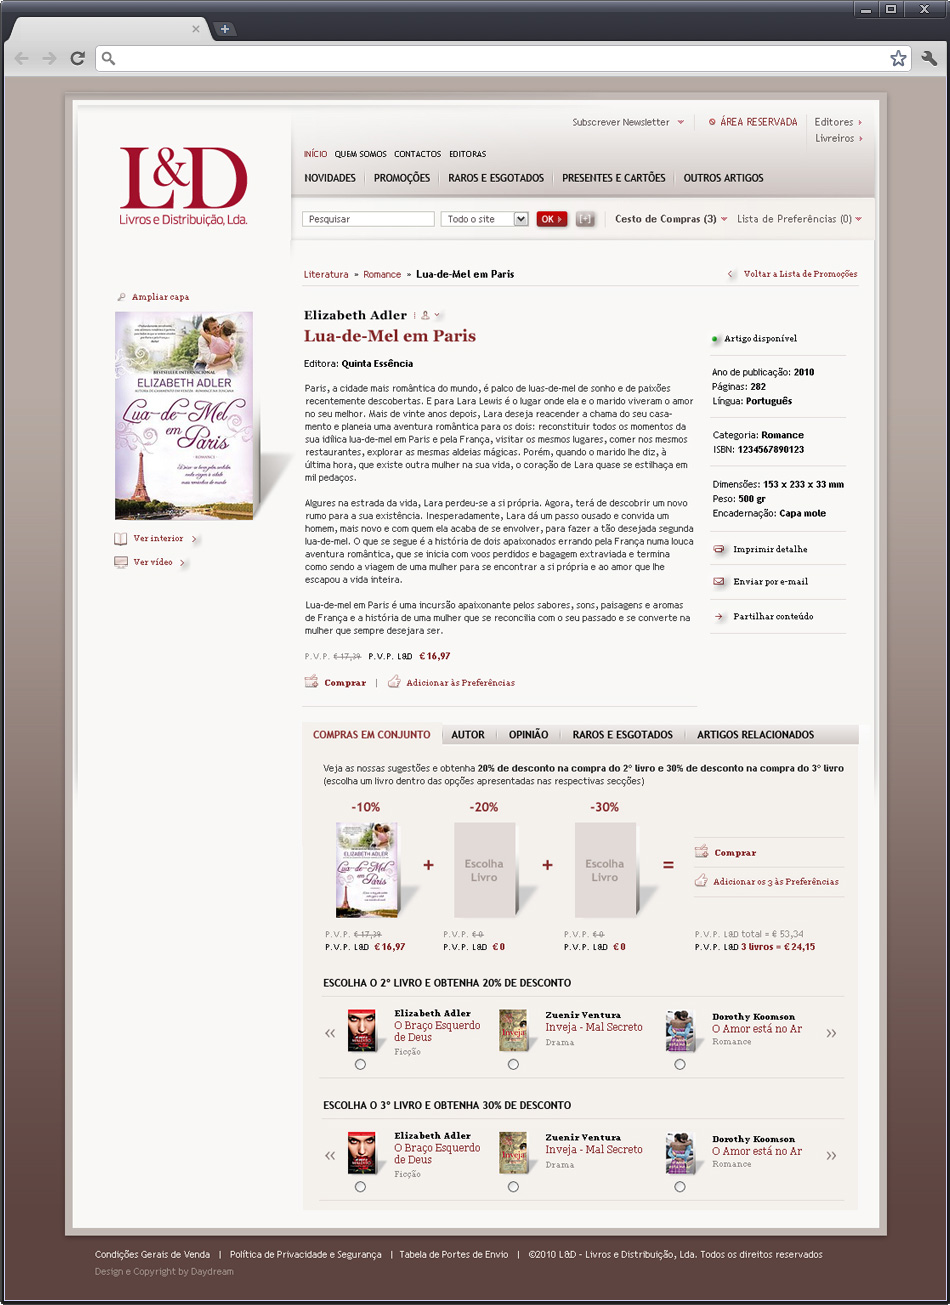 Subscrever Newsletter
ÁREA RESERVADA
Editores
Livreiros
L&D
Livros e Distribuição, Lda.
INÍCIO QUEM SOMOS CONTACTOS EDITORAS
NOVIDADES PROMOÇÕES RAROS E ESGOTADOS PRESENTES E CARTÕES OUTROS ARTIGOS
Pesquisar Todo o site OK [+] Cesto de Compras (3) Lista de Preferências (0)
Literatura » Romance » Lua-de-Mel em Paris
Voltar a Lista de Promoções
Ampliar capa
BESTSELLER INTERNACIONAL
ELIZABETH ADLER
Lua-de-Mel
em
Paris
ROMANCE
Ver interior
Ver vídeo
Elizabeth Adler
Lua-de-Mel em Paris
Editora: Quinta Essência
Paris, a cidade mais romântica do mundo, é palco de luas-de-mel de sonho e de paixões
recentemente descobertas. E para Lara Lewis é o lugar onde ela e o marido viveram o amor
no seu melhor. Mais de vinte anos depois, Lara deseja reacender a chama do seu casa-
mento e planeia uma aventura romântica para os dois: reconstituir todos os momentos da
sua idílica lua-de-mel em Paris e pela França, visitar os mesmos lugares, comer nos mesmos
restaurantes, explorar as mesmas aldeias mágicas. Porém, quando o marido lhe diz, à
última hora, que existe outra mulher na sua vida, o coração de Lara quase se estilhaça em
mil pedaços.
Algures na estrada da vida, Lara perdeu-se a si própria. Agora, terá de descobrir um novo
rumo para a sua existência. Inesperadamente, Lara dá um passo ousado e convida um
homem, mais novo e com quem ela acaba de se envolver, para fazer a tão desejada segunda
lua-de-mel. O que se segue é a história de dois apaixonados errando pela França numa louca
aventura romântica, que se inicia com voos perdidos e bagagem extraviada e termina
como sendo a viagem de uma mulher para se encontrar a si própria e ao amor que lhe
escapou a vida inteira.
Lua-de-mel em Paris é uma incursão apaixonante pelos sabores, sons, paisagens e aromas
de França e a história de uma mulher que se reconcilia com o seu passado e se converte na
mulher que sempre desejara ser.
P.V.P. € 17,39 P.V.P. L&D € 16,97
Comprar | Adicionar às Preferências
Artigo disponível
Ano de publicação: 2010
Páginas: 282
Língua: Português
Categoria: Romance
ISBN: 1234567890123
Dimensões: 153 x 233 x 33 mm
Peso: 500 gr
Encadernação: Capa mole
Imprimir detalhe
Enviar por e-mail
Partilhar conteúdo
COMPRAS EM CONJUNTO AUTOR OPINIÃO RAROS E ESGOTADOS ARTIGOS RELACIONADOS
Veja as nossas sugestões e obtenha 20% de desconto na compra do 2º livro e 30% de desconto na compra do 3º livro
(escolha um livro dentro das opções apresentadas nas respectivas secções)
-10% -20% -30%
ELIZABETH ADLER
Lua-de-Mel
em
Paris
+
Escolha
Livro
+
Escolha
Livro
=
Comprar
Adicionar os 3 às Preferências
P.V.P. € 17,39 P.V.P. € 0 P.V.P. € 0 P.V.P. L&D total = € 53,34
P.V.P. L&D € 16,97 P.V.P. L&D € 0 P.V.P. L&D € 0 P.V.P. L&D 3 livros = € 24,15
ESCOLHA O 2º LIVRO E OBTENHA 20% DE DESCONTO
Elizabeth Adler
O Braço Esquerdo
de Deus
Ficção
Inveja
Zuenir Ventura
Inveja - Mal Secreto
Drama
Dorothy Koomson
O Amor está no Ar
Romance
ESCOLHA O 3º LIVRO E OBTENHA 30% DE DESCONTO
Elizabeth Adler
O Braço Esquerdo
de Deus
Ficção
Inveja
Zuenir Ventura
Inveja - Mal Secreto
Drama
Dorothy Koomson
O Amor está no Ar
Romance
Condições Gerais de Venda | Política de Privacidade e Segurança | Tabela de Portes de Envio | ©2010 L&D - Livros e Distribuição, Lda. Todos os direitos reservados
Design e Copyright by Daydream